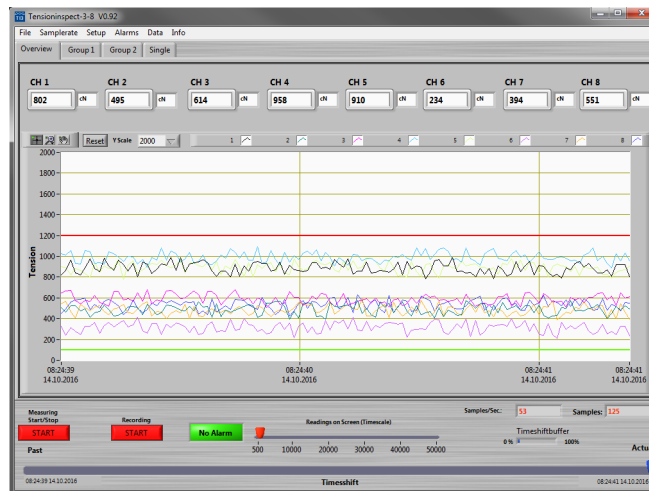 Tensioninspect-3-8 V0.92
File Samplerate Setup Alarms Data Info
Overview Group 1 Group 2 Single
CH 1 CH 2 CH 3 CH 4 CH 5 CH 6 CH 7 CH 8
802 cN 495 cN 614 cN 958 cN 910 cN 234 cN 394 cN 551 cN
Reset Y Scale 2000 1 2 3 4 5 6 7 8
Tension
2000
1800
1600
1400
1200
1000
800
600
400
200
0
08:24:39 08:24:40 08:24:41 08:24:41
14.10.2016 14.10.2016 14.10.2016 14.10.2016
Measuring
Start/Stop Recording Readings on Screen (Timescale) Samples/Sec.: 53 Samples: 125
START START No Alarm Timeshiftbuffer
0 % 100%
Past 500 10000 20000 30000 40000 50000 Actu
08:24:39 14.10.2016 Timesshift 08:24:41 14.10.2016